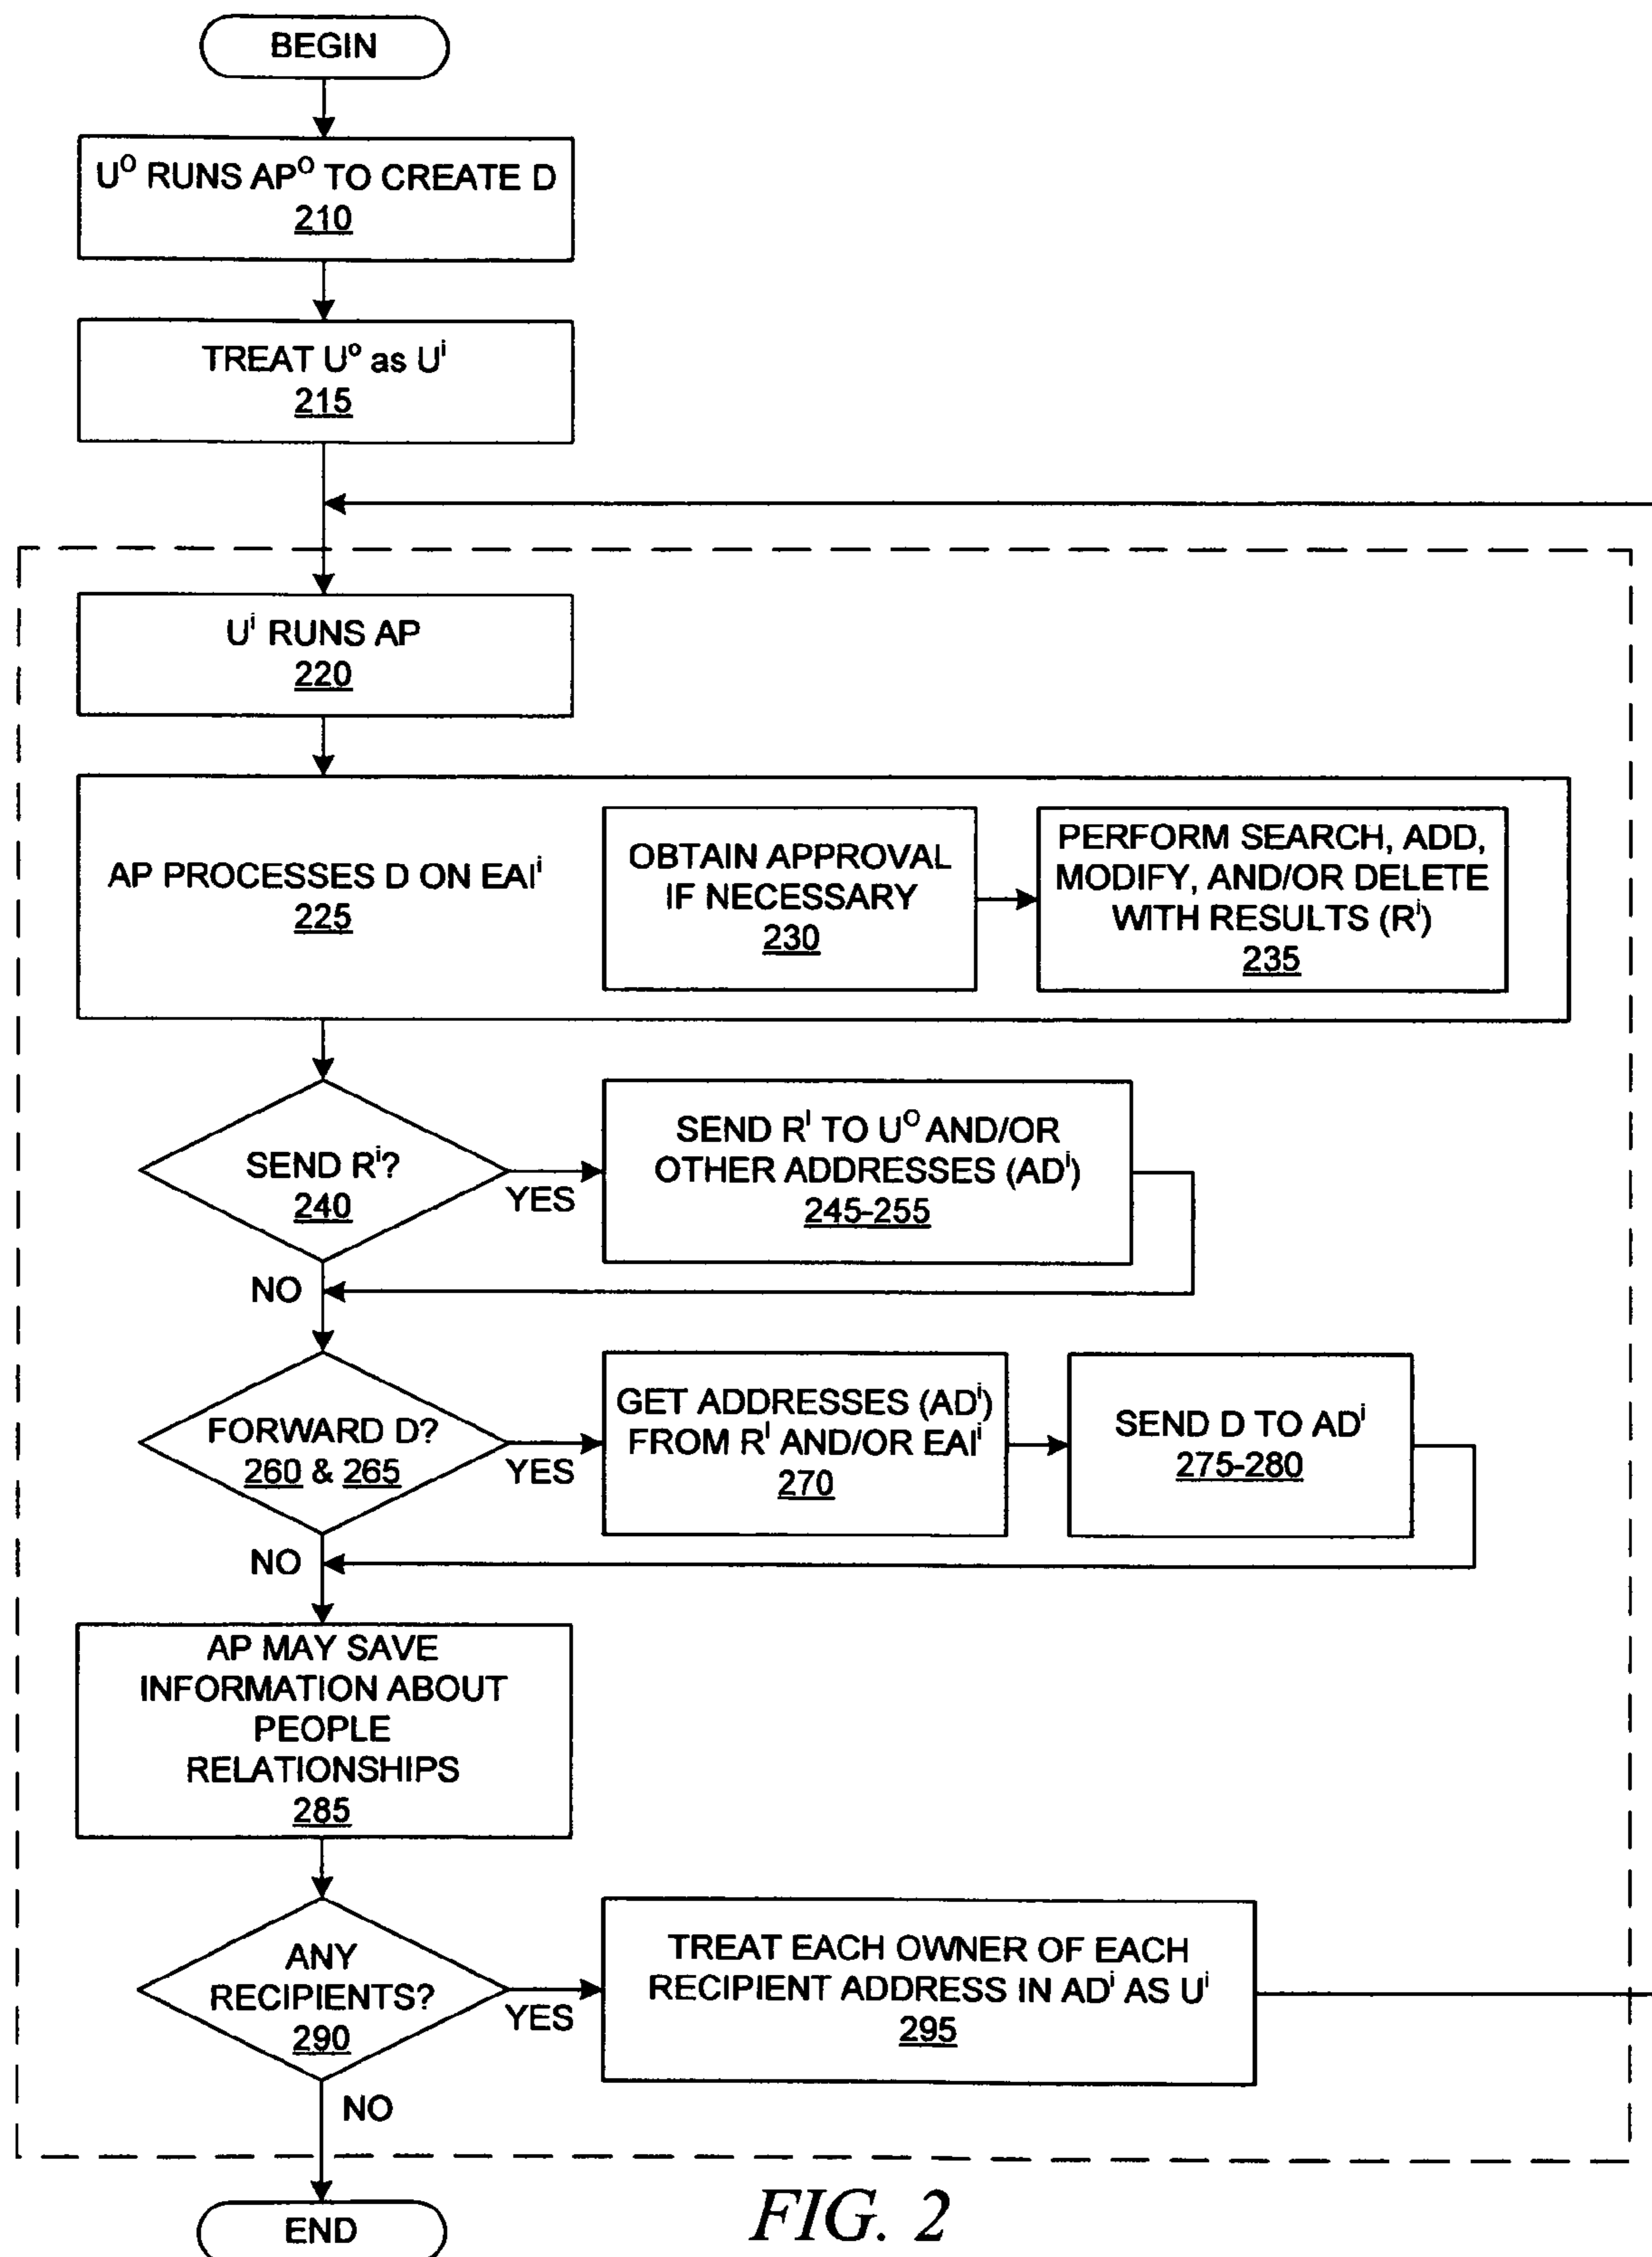 BEGIN
U^O RUNS AP^O TO CREATE D
210
TREAT U^o as U^i
215
U^i RUNS AP
220
AP PROCESSES D ON EAI^i
225
OBTAIN APPROVAL
IF NECESSARY
230
PERFORM SEARCH, ADD,
MODIFY, AND/OR DELETE
WITH RESULTS (R^i)
235
SEND R^i?
240
YES
SEND R^I TO U^O AND/OR
OTHER ADDRESSES (AD^i)
245-255
NO
FORWARD D?
260 & 265
YES
GET ADDRESSES (AD^i)
FROM R^I AND/OR EAI^i
270
SEND D TO AD^i
275-280
NO
AP MAY SAVE
INFORMATION ABOUT
PEOPLE
RELATIONSHIPS
285
ANY
RECIPIENTS?
290
YES
TREAT EACH OWNER OF EACH
RECIPIENT ADDRESS IN AD^i AS U^i
295
NO
END
FIG. 2